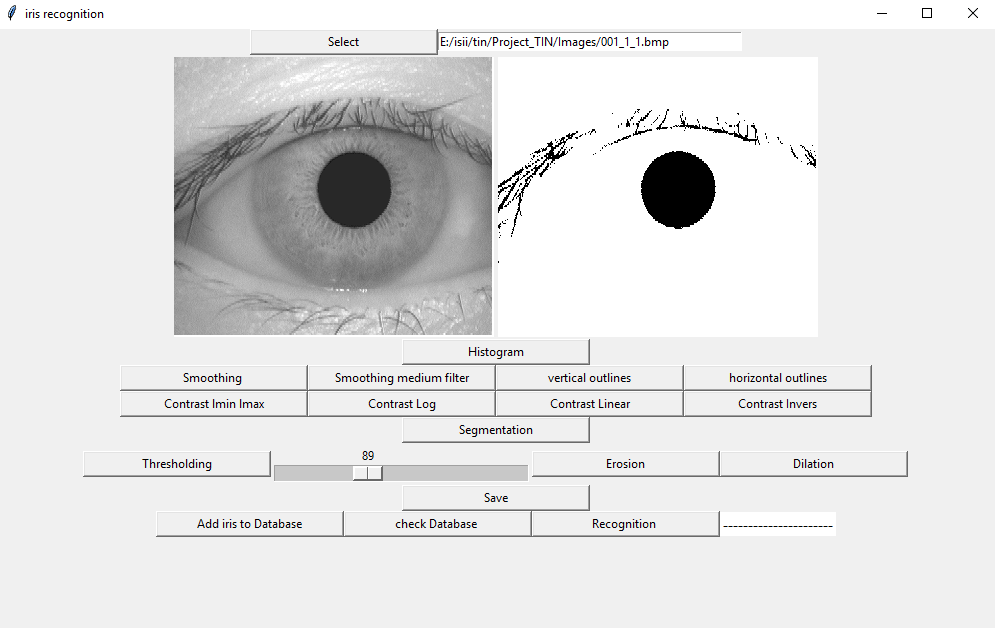 iris recognition
Select E:/isii/tin/Project_TIN/Images/001_1_1.bmp
Histogram
Smoothing Smoothing medium filter vertical outlines horizontal outlines
Contrast Imin Imax Contrast Log Contrast Linear Contrast Invers
Segmentation
89
Thresholding Erosion Dilation
Save
Add iris to Database check Database Recognition ----------------------